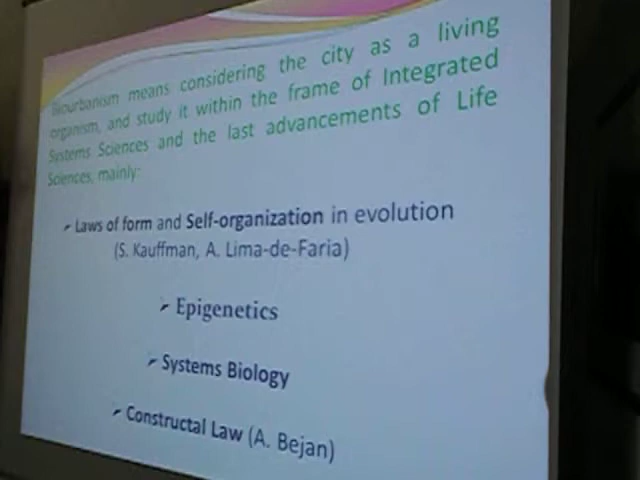 Biourbanism means considering the city as a living
organism, and study it within the frame of Integrated
Systems Sciences and the last advancements of Life
Sciences, mainly:
➢ Laws of form and Self-organization in evolution
(S. Kauffman, A. Lima-de-Faria)
➢ Epigenetics
➢ Systems Biology
➢ Constructal Law (A. Bejan)